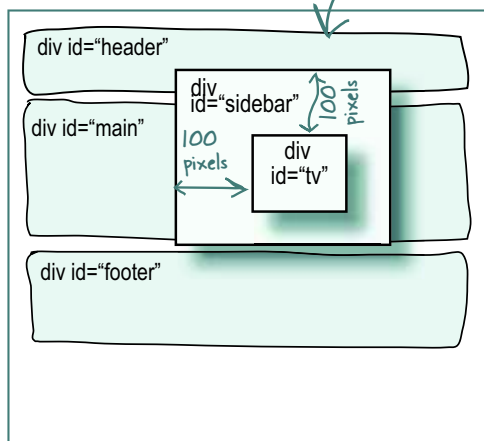 div id=“header”
div
id=“sidebar”
100
pixels
div id=“main”
100
pixels
div
id=“tv”
div id=“footer”